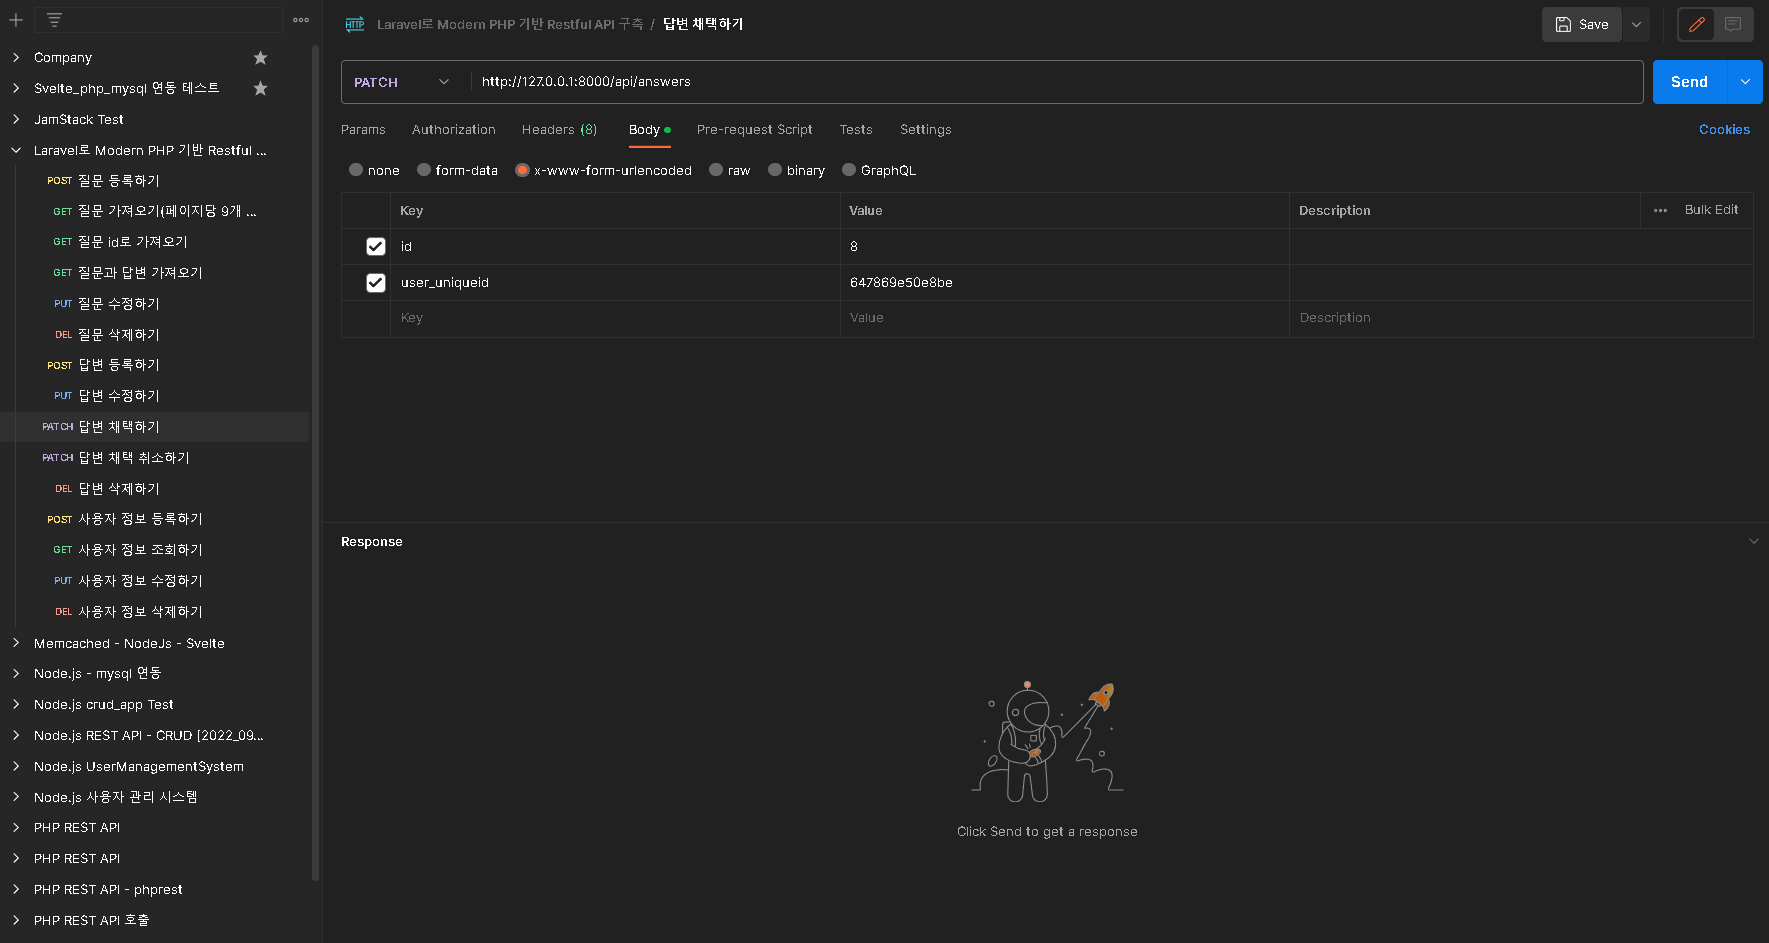 Company
Svelte_php_mysql 연동 테스트
JamStack Test
Laravel로 Modern PHP 기반 Restful ...
POST 질문 등록하기
GET 질문 가져오기(페이지당 9개 ...
GET 질문 id로 가져오기
GET 질문과 답변 가져오기
PUT 질문 수정하기
DEL 질문 삭제하기
POST 답변 등록하기
PUT 답변 수정하기
PATCH 답변 채택하기
PATCH 답변 채택 취소하기
DEL 답변 삭제하기
POST 사용자 정보 등록하기
GET 사용자 정보 조회하기
PUT 사용자 정보 수정하기
DEL 사용자 정보 삭제하기
Memcached - NodeJs - Svelte
Node.js - mysql 연동
Node.js crud_app Test
Node.js REST API - CRUD [2022_09...
Node.js UserManagementSystem
Node.js 사용자 관리 시스템
PHP REST API
PHP REST API
PHP REST API - phprest
PHP REST API 호출
HTTP Laravel로 Modern PHP 기반 Restful API 구축 / 답변 채택하기
Save
PATCH http://127.0.0.1:8000/api/answers
Send
Params Authorization Headers (8) Body Pre-request Script Tests Settings Cookies
none form-data x-www-form-urlencoded raw binary GraphQL
Key Value Description Bulk Edit
id 8
user_uniqueid 647869e50e8be
Key Value Description
Response
Click Send to get a response